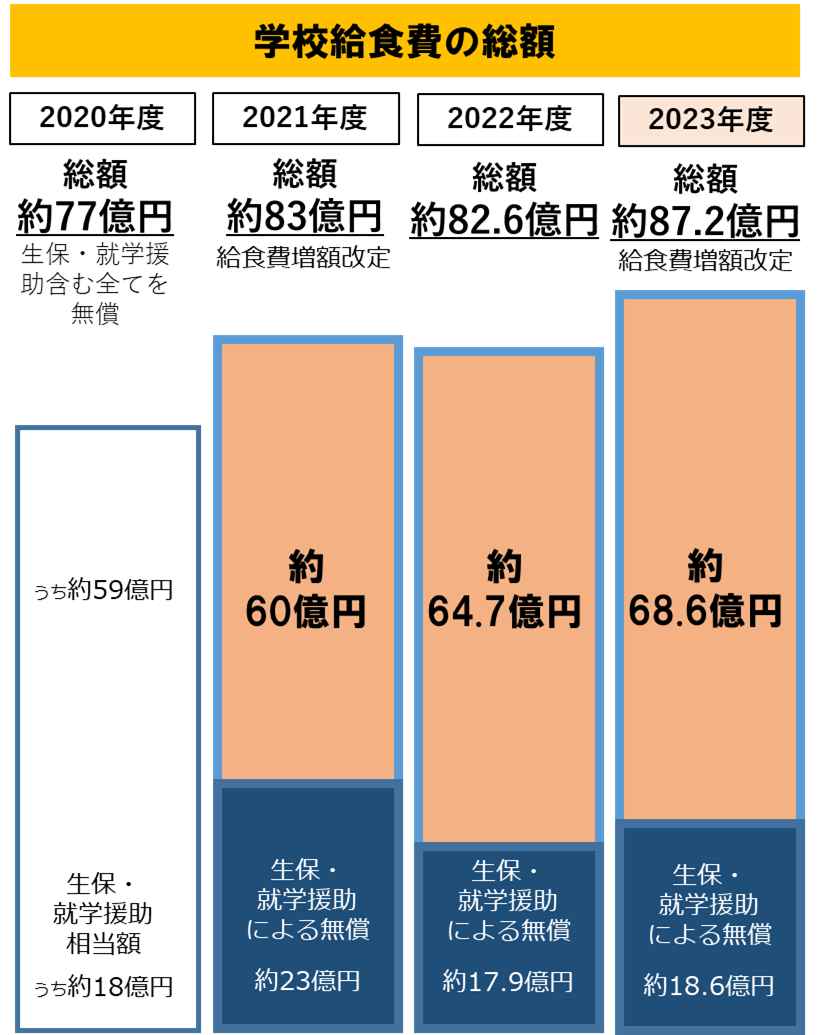 学校給食費の総額
2020年度
総額
約77億円
生保・就学援
助含む全てを
無償
うち約59億円
生保・
就学援助
相当額
うち約18億円
2021年度
総額
約83億円
給食費増額改定
約
60億円
生保・
就学援助
による無償
約23億円
2022年度
総額
約82.6億円
約
64.7億円
生保・
就学援助
による無償
約17.9億円
2023年度
総額
約87.2億円
給食費増額改定
約
68.6億円
生保・
就学援助
による無償
約18.6億円